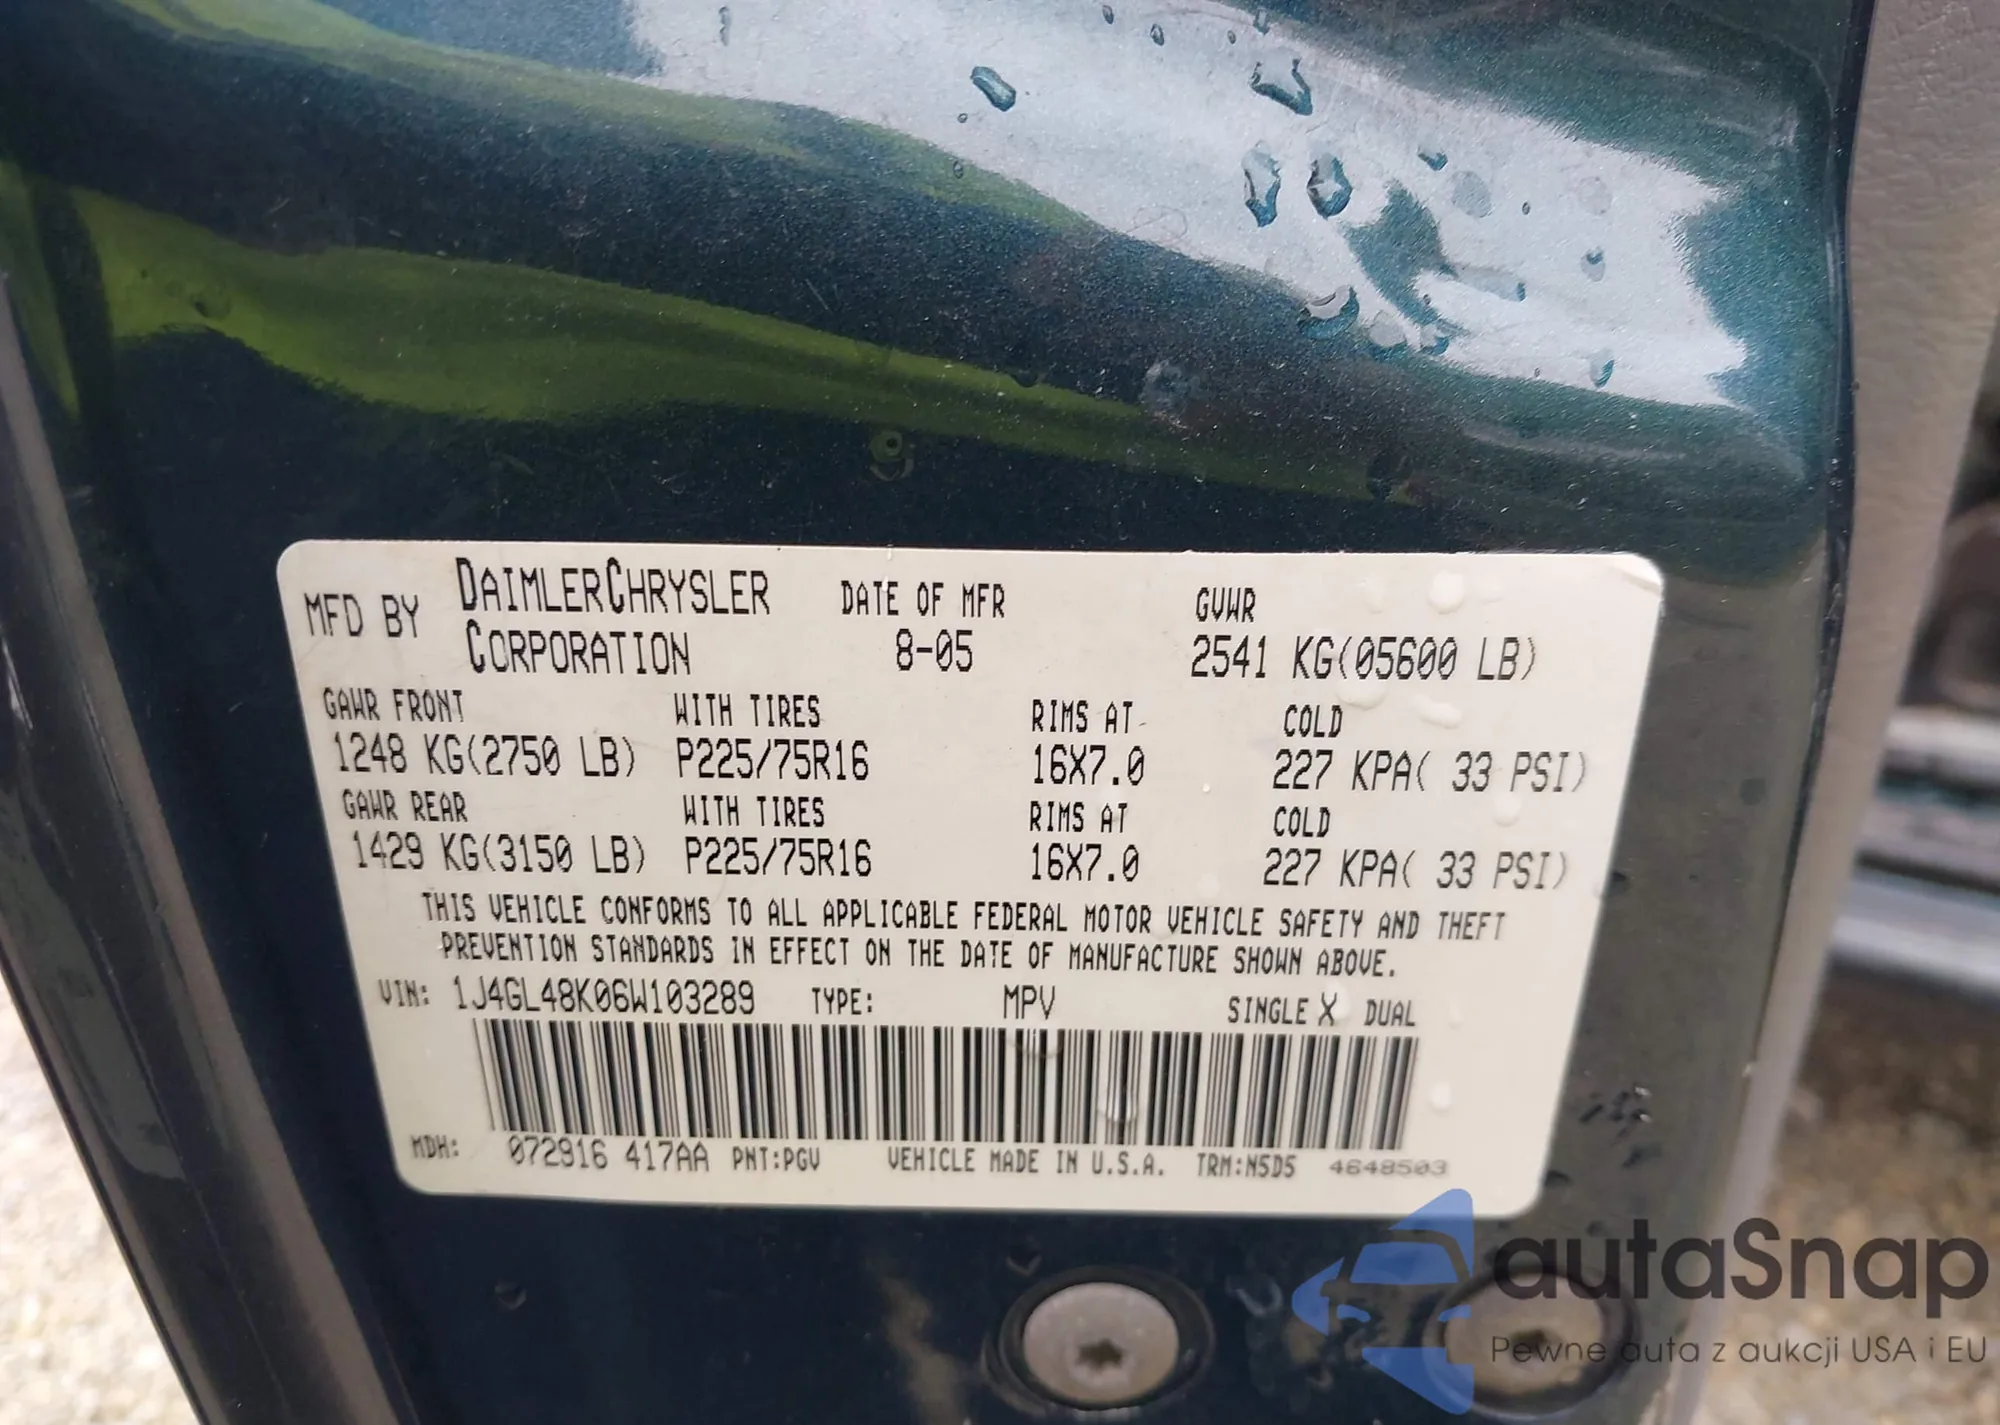 MFD BY DAIMLERCHRYSLER CORPORATION DATE OF MFR 8-05 GVWR 2541 KG(05600 LB)
GAWR FRONT WITH TIRES RIMS AT COLD
1248 KG(2750 LB) P225/75R16 16X7.0 227 KPA( 33 PSI)
GAWR REAR WITH TIRES RIMS AT COLD
1429 KG(3150 LB) P225/75R16 16X7.0 227 KPA( 33 PSI)
THIS VEHICLE CONFORMS TO ALL APPLICABLE FEDERAL MOTOR VEHICLE SAFETY AND THEFT
PREVENTION STANDARDS IN EFFECT ON THE DATE OF MANUFACTURE SHOWN ABOVE.
VIN: 1J4GL48K06W103289 TYPE: MPV SINGLE X DUAL
MDH: 072916 417AA PNT:PGV VEHICLE MADE IN U.S.A. TRM:N5D5 4648503
autaSnap
Pewne auta z aukcji USA i EU